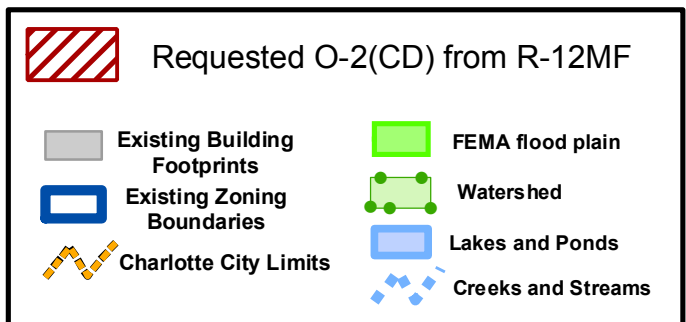 Requested O-2(CD) from R-12MF
Existing Building
Footprints
Existing Zoning
Boundaries
Charlotte City Limits
FEMA flood plain
Watershed
Lakes and Ponds
Creeks and Streams